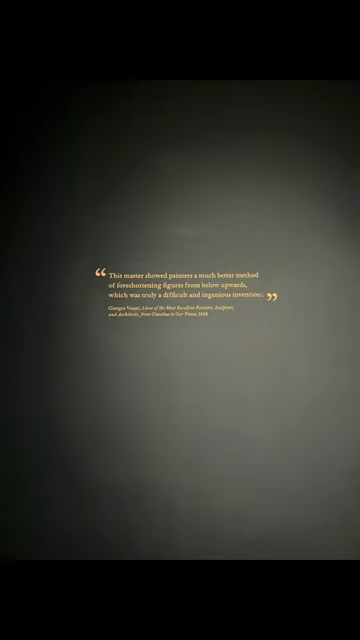 “ This master showed painters a much better method
of foreshortening figures from below upwards,
which was truly a difficult and ingenious invention; ”
Giorgio Vasari, Lives of the Most Excellent Painters, Sculptors,
and Architects, from Cimabue to Our Times, 1568